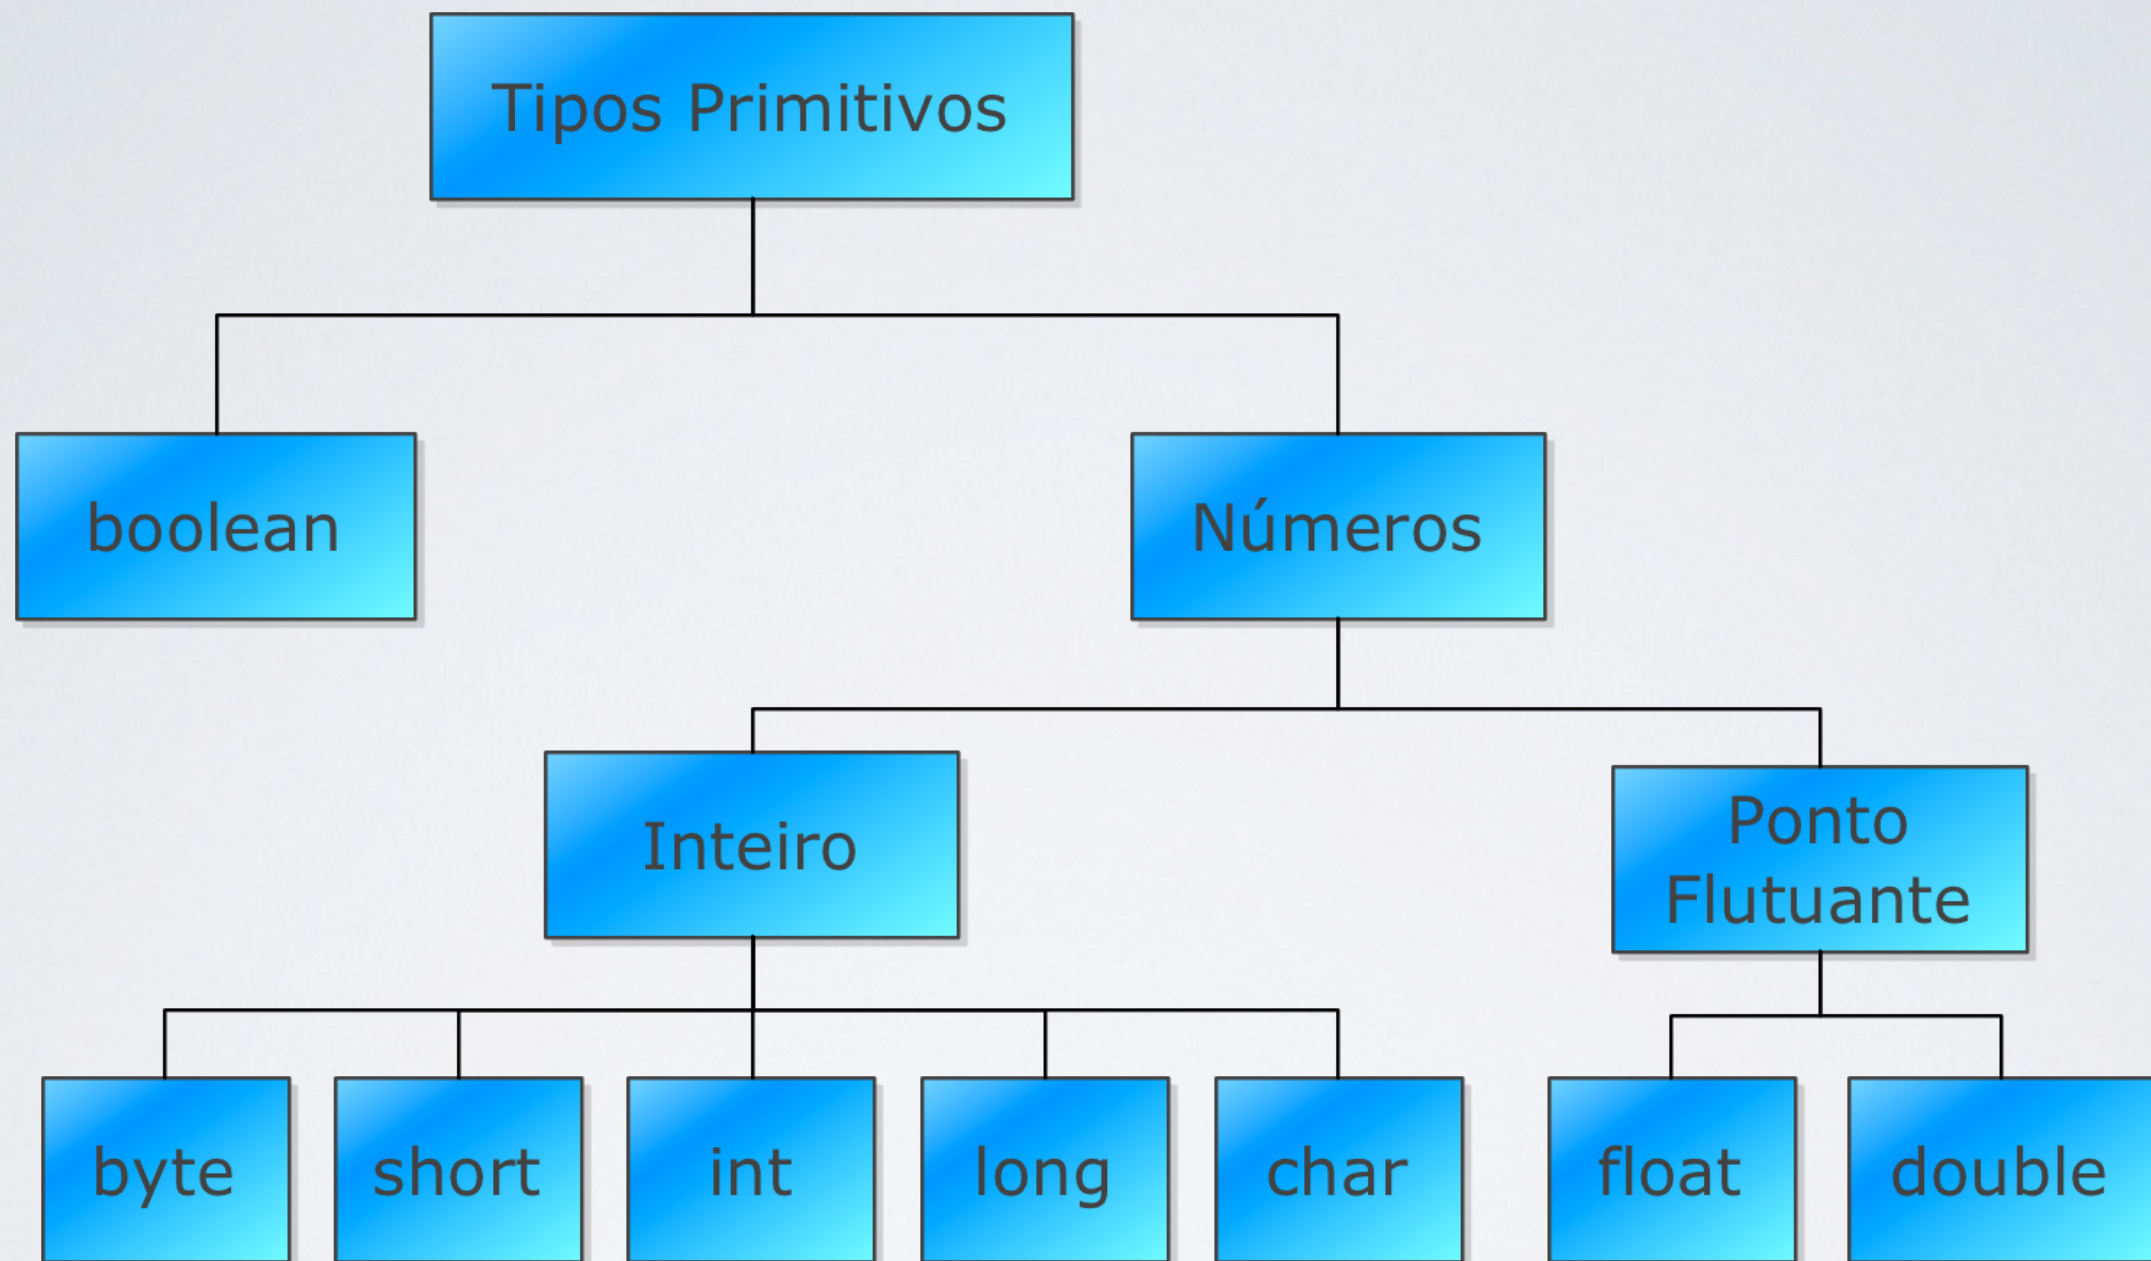 Tipos Primitivos
boolean
Números
Inteiro
Ponto
Flutuante
byte
short
int
long
char
float
double